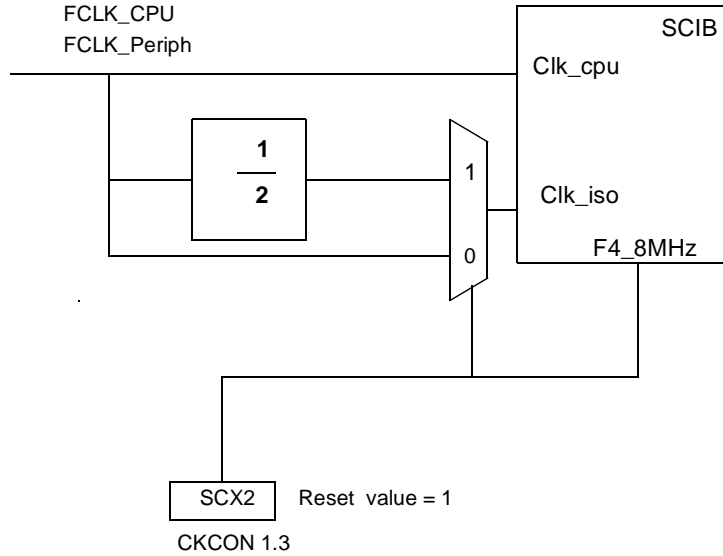 FCLK_CPU
FCLK_Periph
SCIB
Clk_cpu
1
2
1
Clk_iso
0
F4_8MHz
SCX2
Reset value = 1
CKCON 1.3